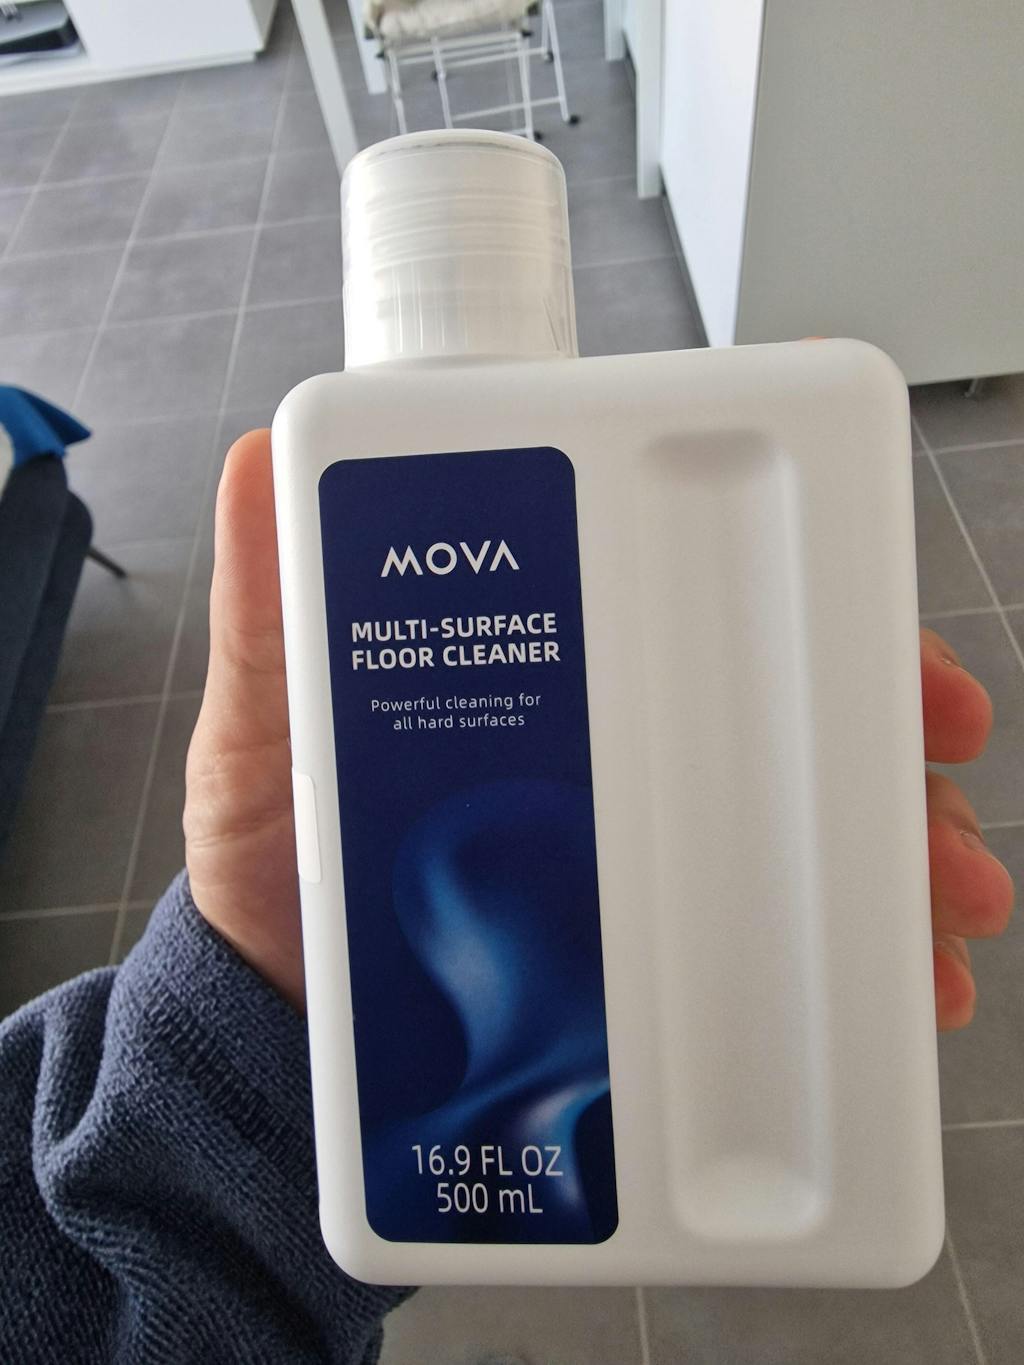 MOVA
MULTI-SURFACE
FLOOR CLEANER
Powerful cleaning for
all hard surfaces
16.9 FL OZ
500 mL